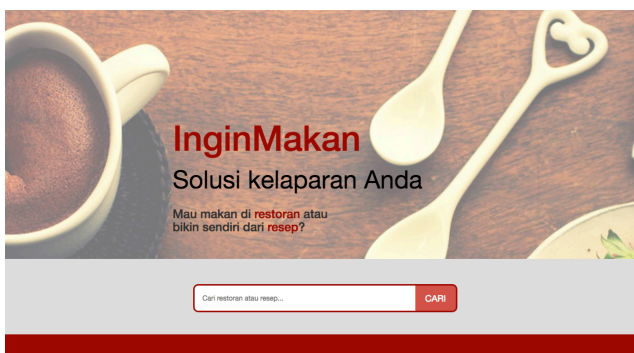 InginMakan
Solusi kelaparan Anda
Mau makan di restoran atau
bikin sendiri dari resep?
Cari restoran atau resep...
CARI